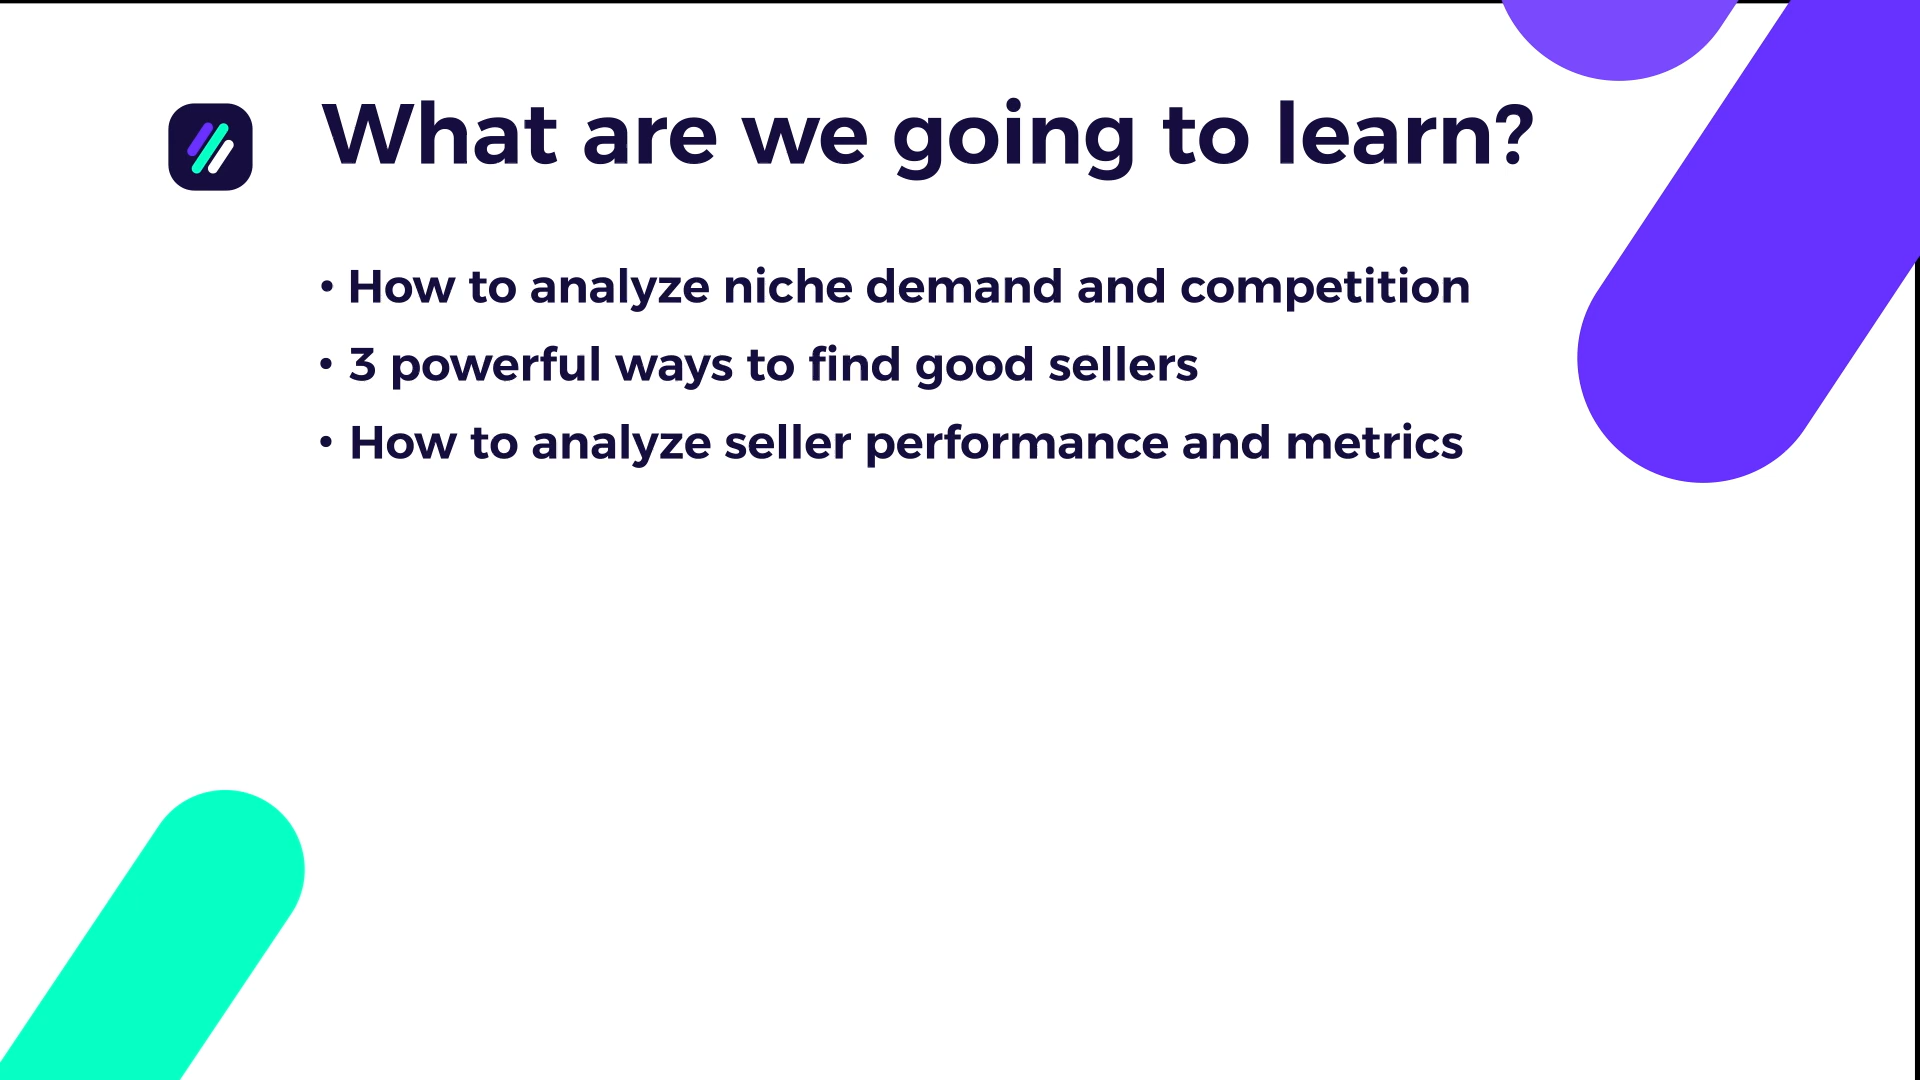 What are we going to learn?
• How to analyze niche demand and competition
• 3 powerful ways to find good sellers
• How to analyze seller performance and metrics